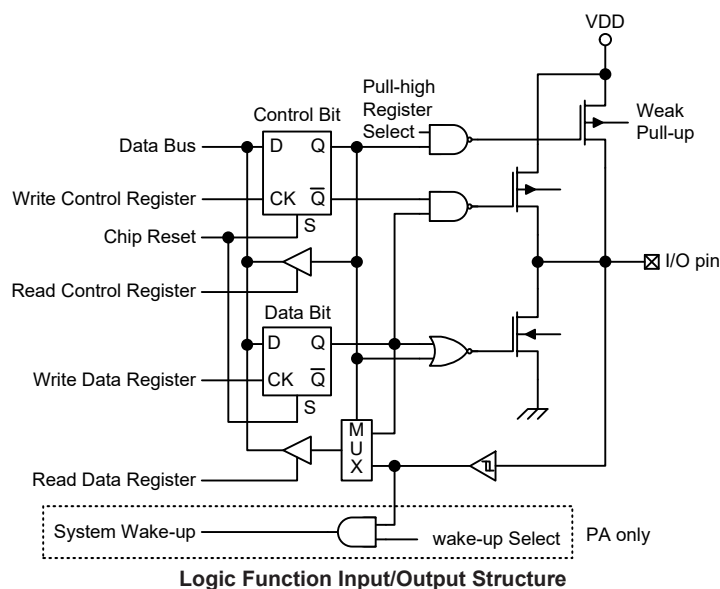 VDD
Pull-high
Register
Select
Weak
Pull-up
Control Bit
Data Bus
D
Q
Write Control Register
CK
Q
Chip Reset
S
I/O pin
Read Control Register
Data Bit
D
Q
Write Data Register
CK
Q
S
M
U
X
Read Data Register
System Wake-up
wake-up Select
PA only
Logic Function Input/Output Structure